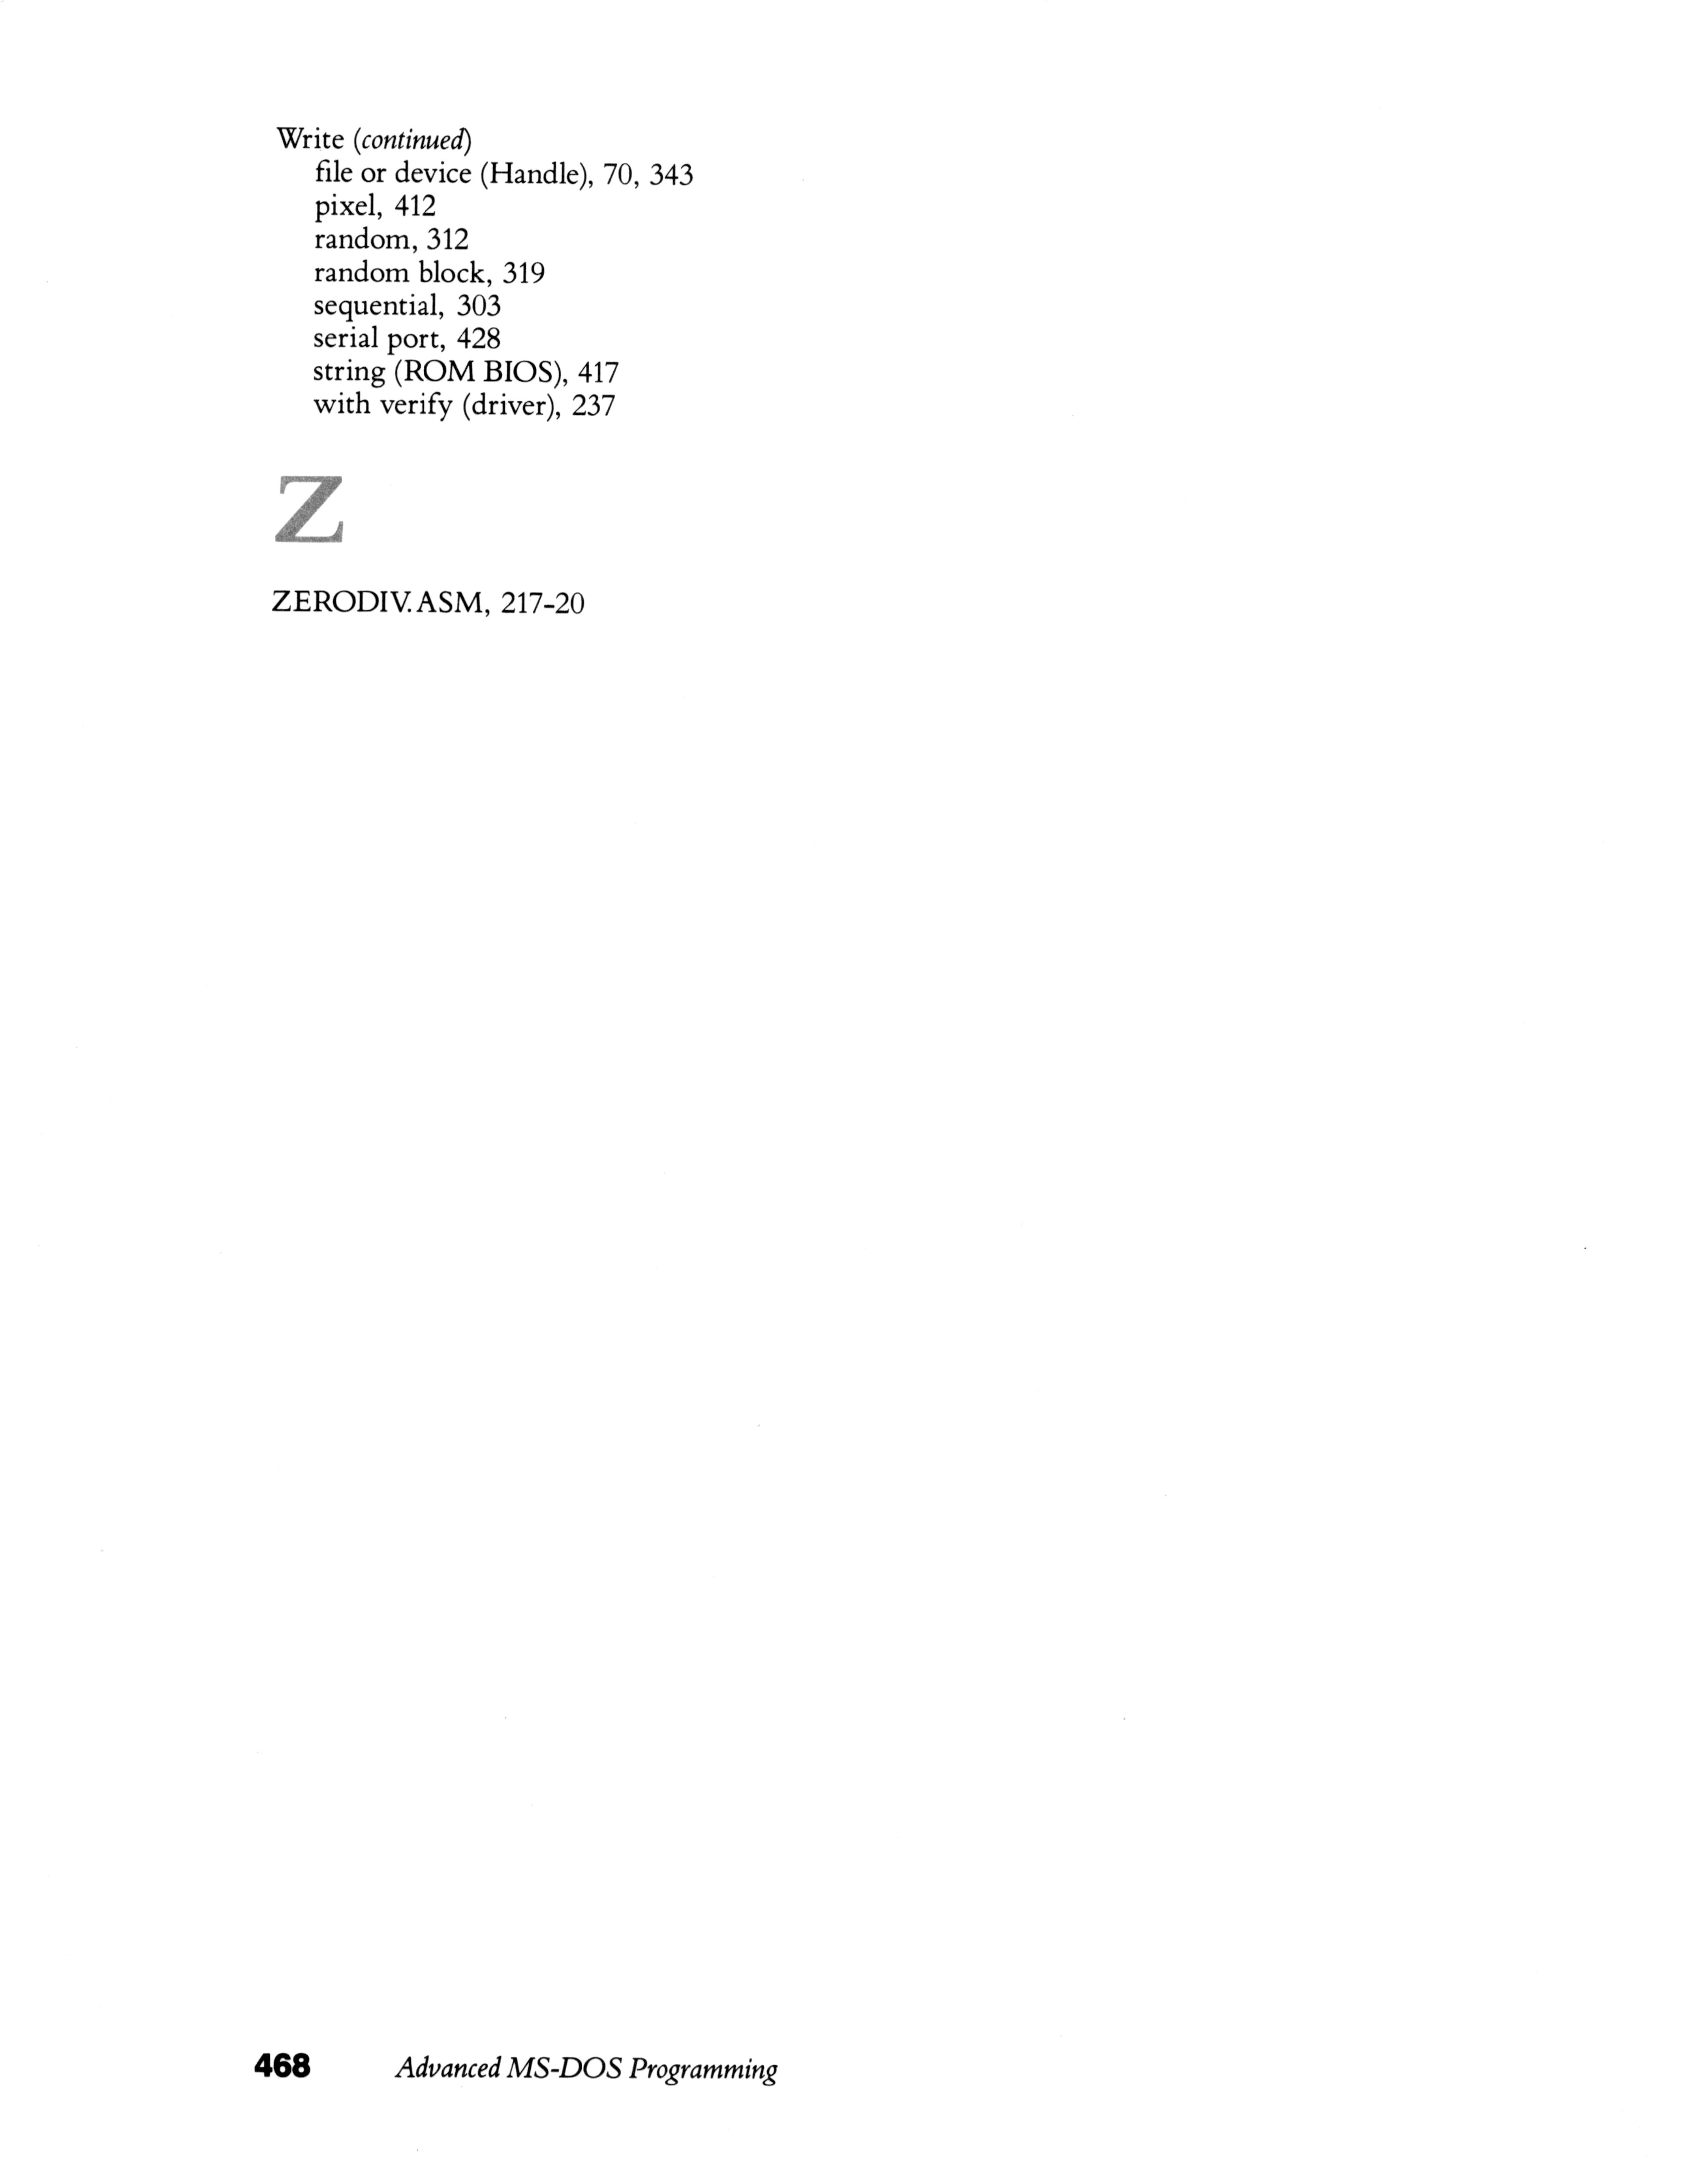 Write (continued)
file or device (Handle), 70, 343
pixel, 412
random, 312
random block, 319
sequential, 303
serial port, 428
string (ROM BIOS), 417
with verify (driver), 237
Z
ZERODIV.ASM, 217-20
468 Advanced MS-DOS Programming